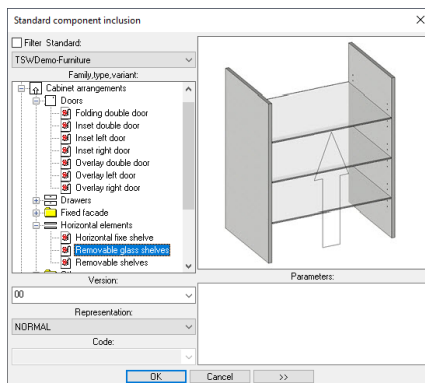 Standard component inclusion
Filter Standard:
TSWDemo-Furniture
Family,type,variant:
Cabinet arrangements
Doors
Folding double door
Inset double door
Inset left door
Inset right door
Overlay double door
Overlay left door
Overlay right door
Drawers
Fixed facade
Horizontal elements
Horizontal fixe shelve
Removable glass shelves
Removable shelves
Version:
00
Representation:
NORMAL
Code:
Parameters:
OK
Cancel
>>